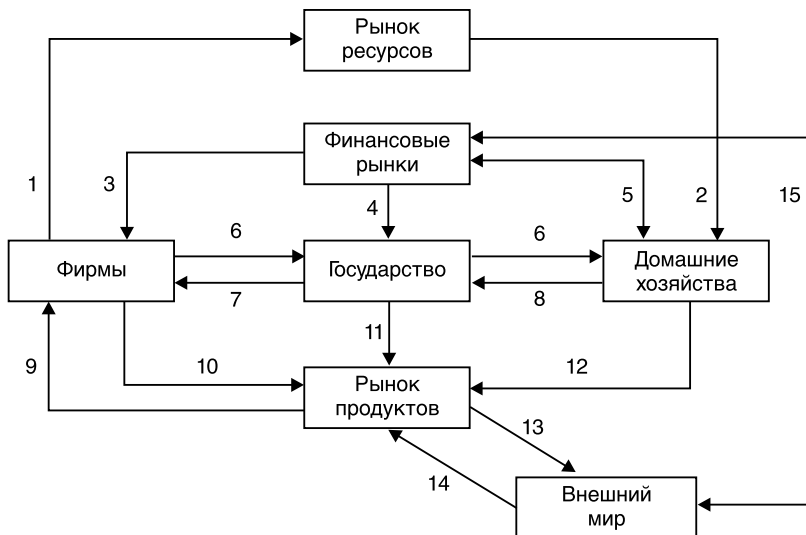 Рынок
ресурсов
Финансовые
рынки
1
3
4
5
2
15
6
6
Фирмы
Государство
Домашние
хозяйства
7
8
9
10
11
12
Рынок
продуктов
13
14
Внешний
мир